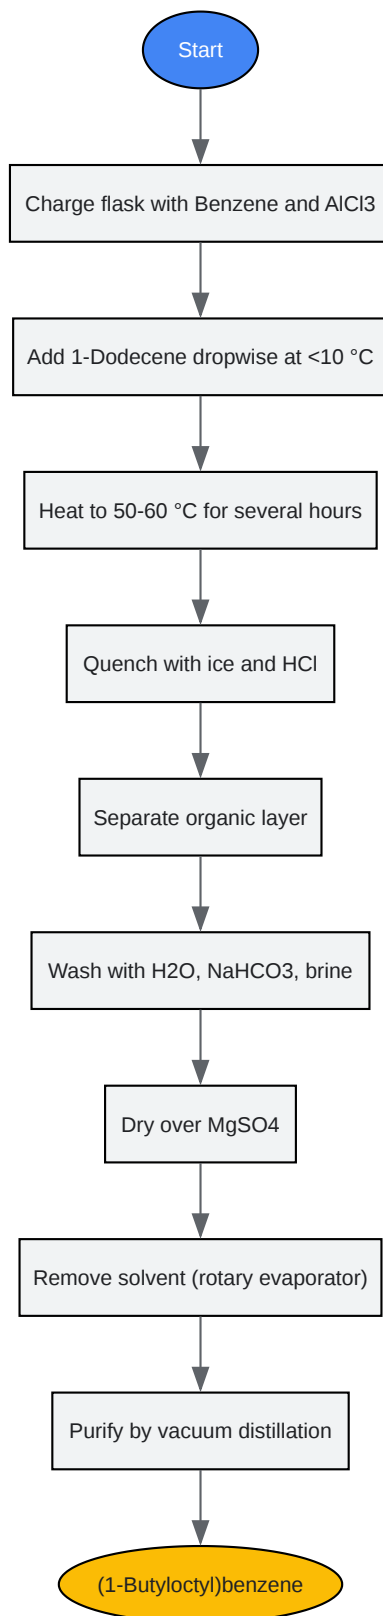 Start
Charge flask with Benzene and AlCl3
Add 1-Dodecene dropwise at <10 °C
Heat to 50-60 °C for several hours
Quench with ice and HCl
Separate organic layer
Wash with H2O, NaHCO3, brine
Dry over MgSO4
Remove solvent (rotary evaporator)
Purify by vacuum distillation
(1-Butyloctyl)benzene